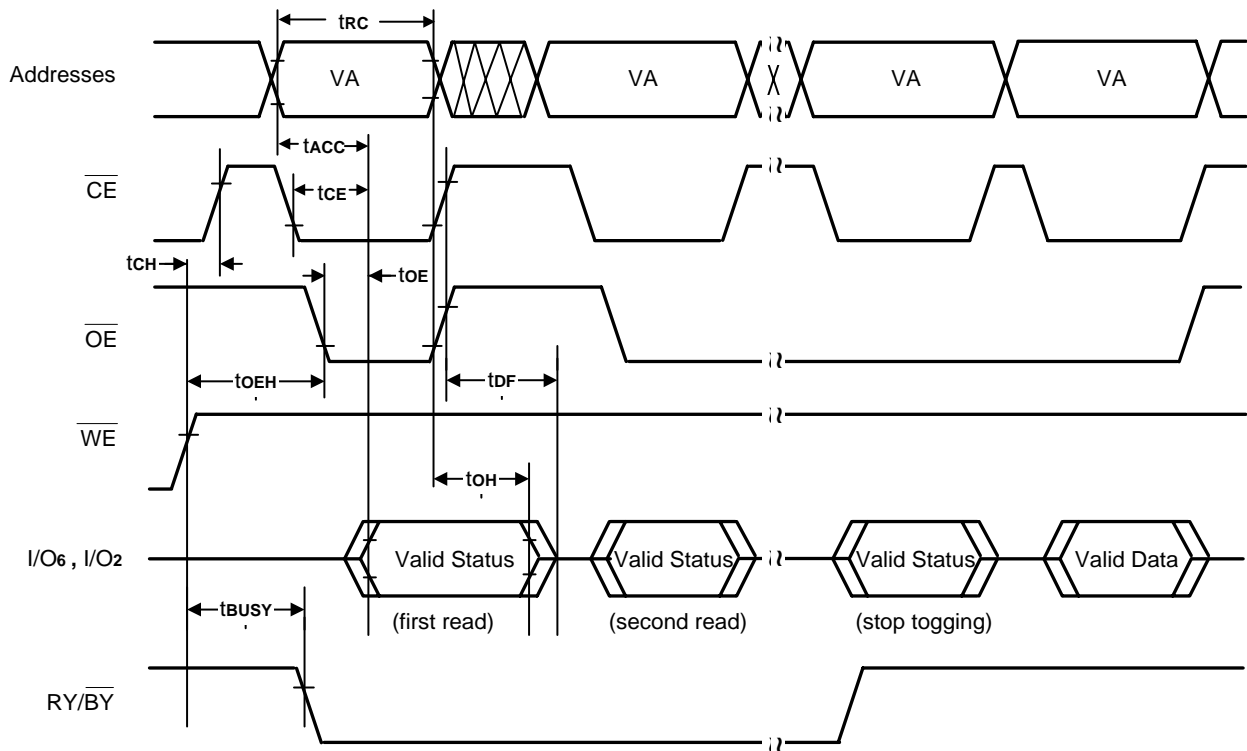 tRC
Addresses VA VA VA VA
tACC
CE tCE
tCH tOE
OE
tOEH tDF
WE
tOH
I/O6 , I/O2 Valid Status Valid Status Valid Status Valid Data
tBUSY (first read) (second read) (stop togging)
RY/BY